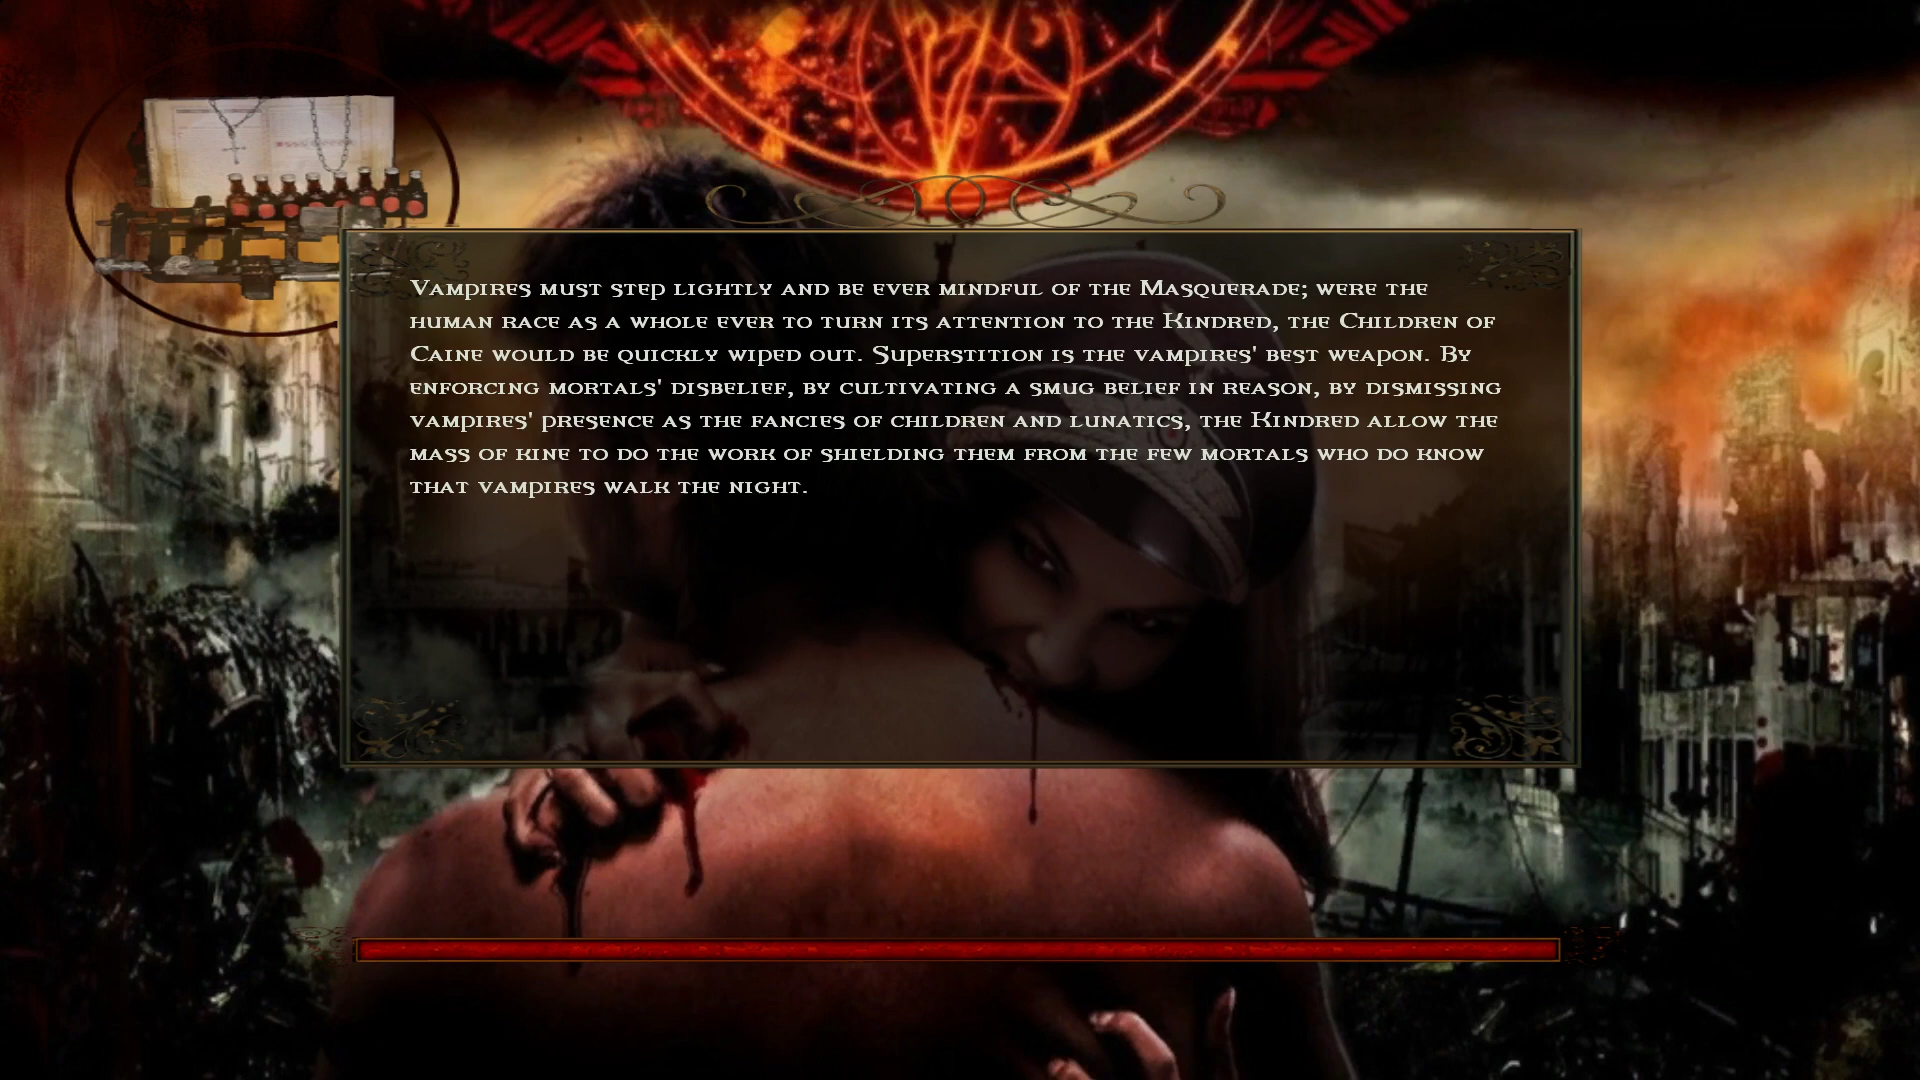 Vampires must step lightly and be ever mindful of the Masquerade; were the
human race as a whole ever to turn its attention to the Kindred, the Children of
Caine would be quickly wiped out. Superstition is the vampires' best weapon. By
enforcing mortals' disbelief, by cultivating a smug belief in reason, by dismissing
vampires' presence as the fancies of children and lunatics, the Kindred allow the
mass of kine to do the work of shielding them from the few mortals who do know
that vampires walk the night.